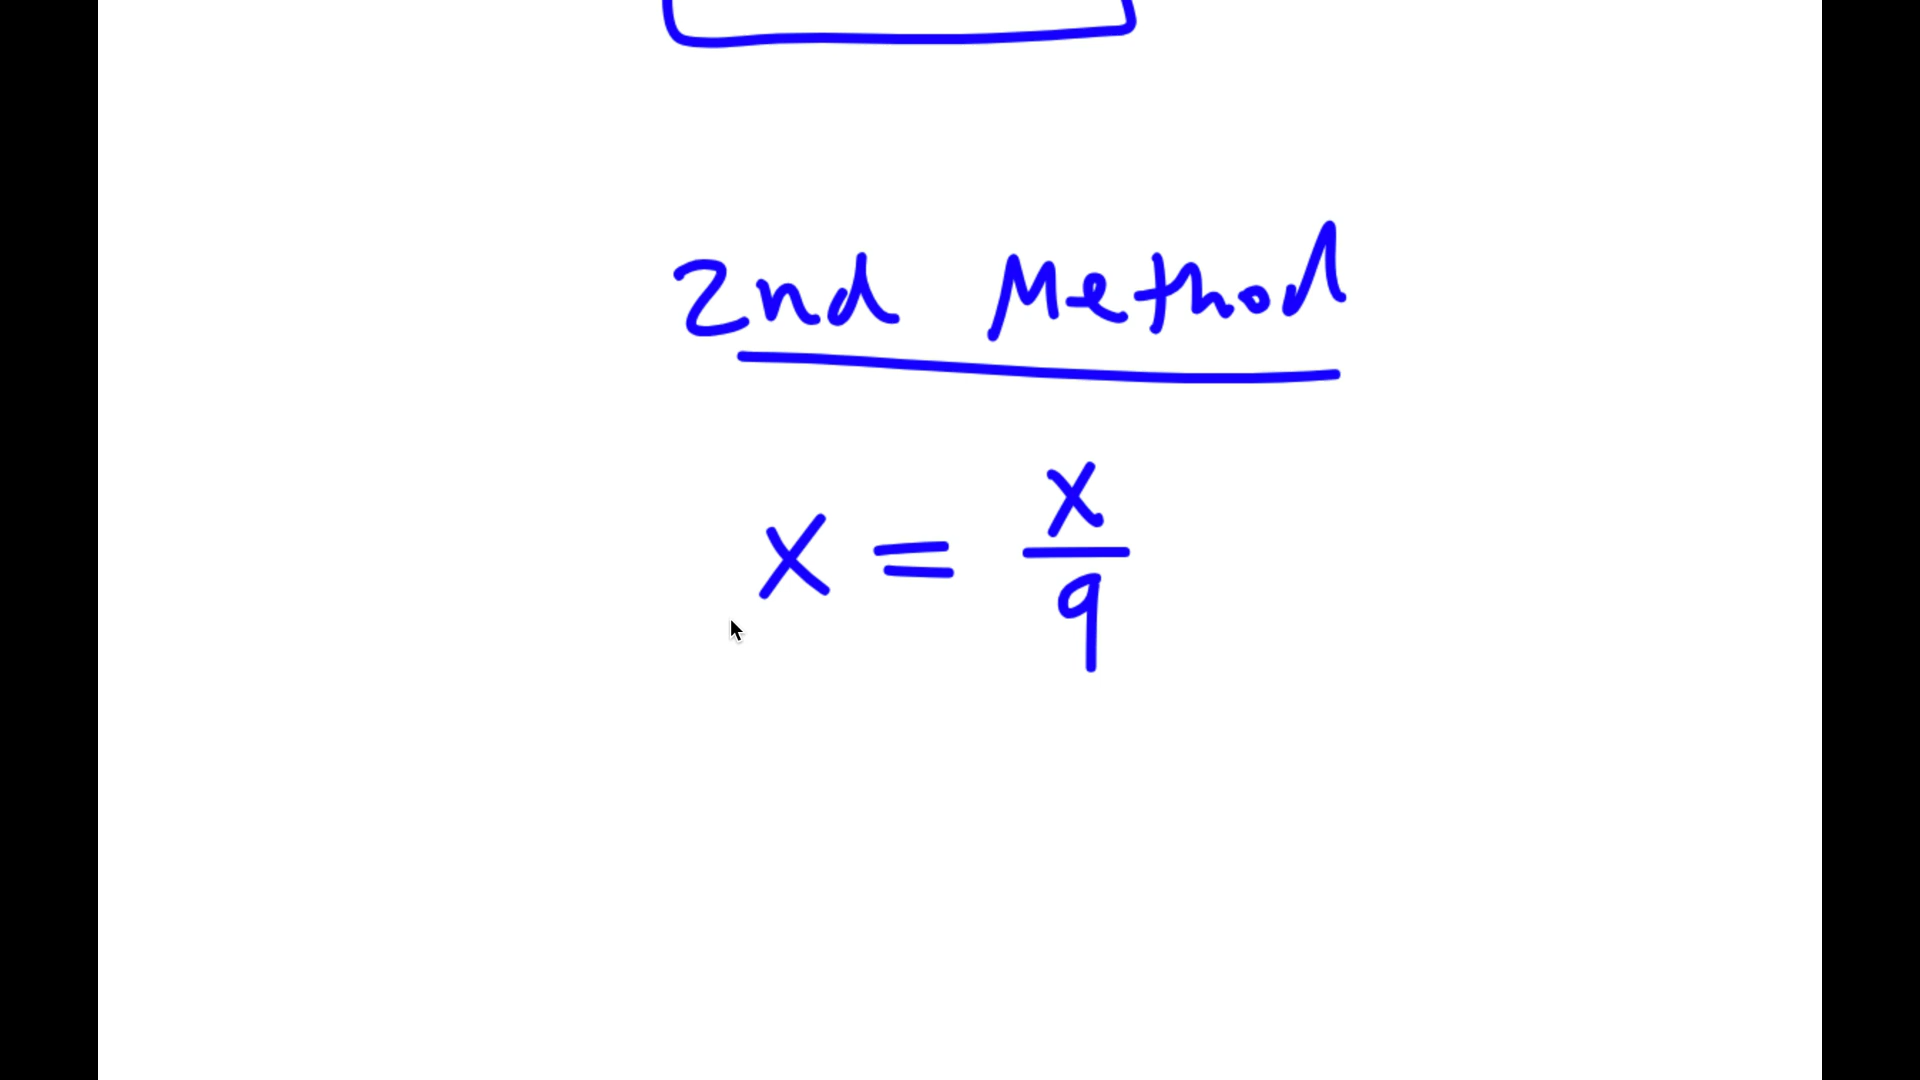 2nd Method
x = x/9